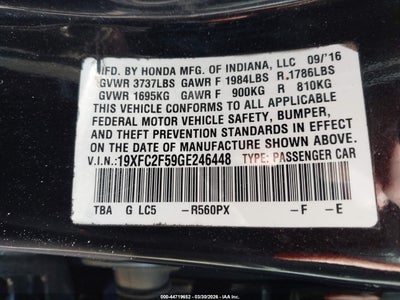 MFD. BY HONDA MFG. OF INDIANA, LLC 09/'16
GVWR 3737LBS GAWR F 1984LBS R.1786LBS
GVWR 1695KG GAWR F 900KG R 810KG
THIS VEHICLE CONFORMS TO ALL APPLICABLE
FEDERAL MOTOR VEHICLE SAFETY, BUMPER,
AND THEFT PREVENTION STANDARDS IN EFFECT
ON THE DATE OF MANUFACTURE SHOWN ABOVE.
V.I.N.:19XFC2F59GE246448 TYPE: PASSENGER CAR
TBA G LC5 -R560PX -F -E
000-44719652 - 03/30/2026 - IAA Inc.